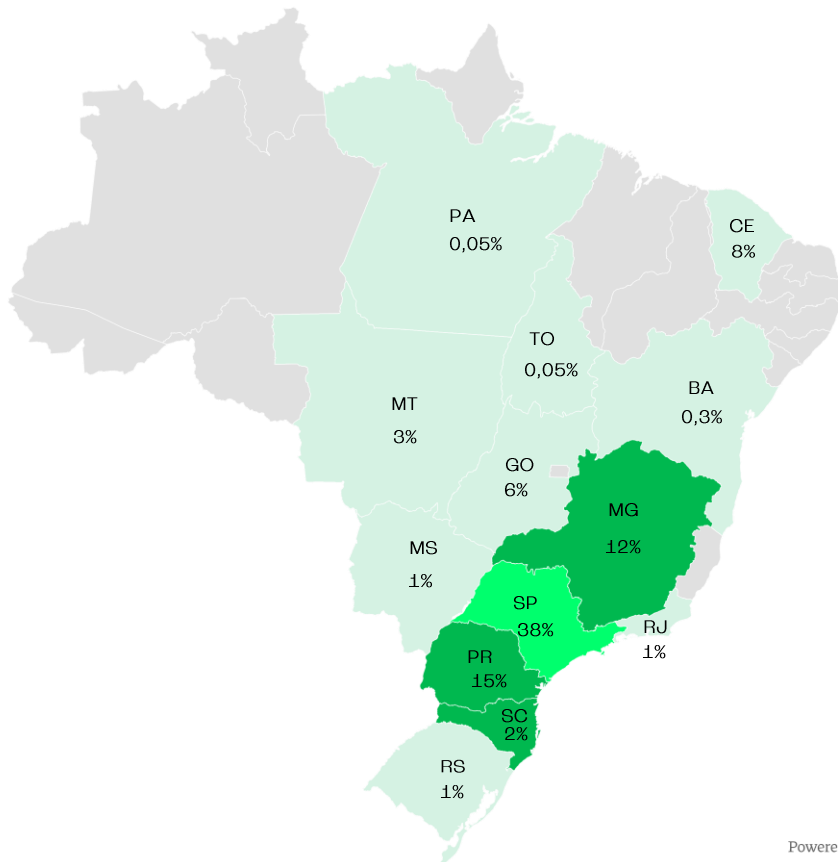 PA
0,05%
CE
8%
TO
0,05%
BA
0,3%
MT
3%
GO
6%
MG
12%
MS
1%
SP
38%
RJ
1%
PR
15%
SC
2%
RS
1%
Powere